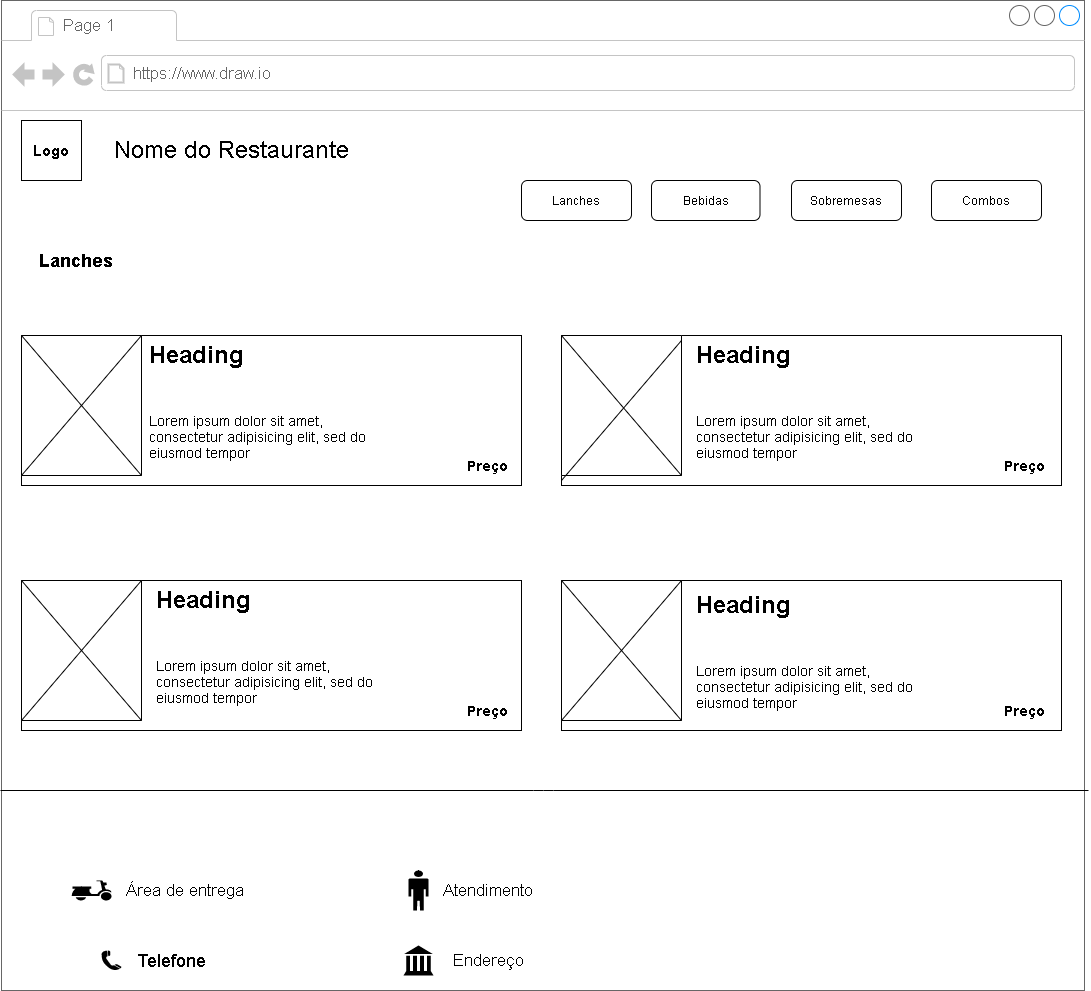 Page 1
https://www.draw.io
Logo
Nome do Restaurante
Lanches
Bebidas
Sobremesas
Combos
Lanches
Heading
Lorem ipsum dolor sit amet,
consectetur adipisicing elit, sed do
eiusmod tempor
Preço
Heading
Lorem ipsum dolor sit amet,
consectetur adipisicing elit, sed do
eiusmod tempor
Preço
Heading
Lorem ipsum dolor sit amet,
consectetur adipisicing elit, sed do
eiusmod tempor
Preço
Heading
Lorem ipsum dolor sit amet,
consectetur adipisicing elit, sed do
eiusmod tempor
Preço
Área de entrega
Atendimento
Telefone
Endereço